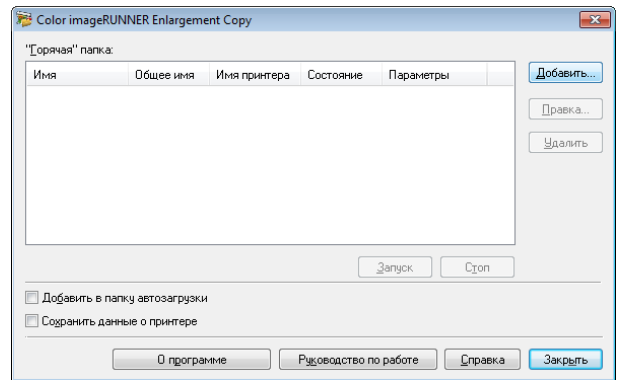 Color imageRUNNER Enlargement Copy
"Горячая" папка:
Имя Общее имя Имя принтера Состояние Параметры
Добавить...
Правка...
Удалить
Запуск Стоп
Добавить в папку автозагрузки
Сохранить данные о принтере
О программе Руководство по работе Справка Закрыть